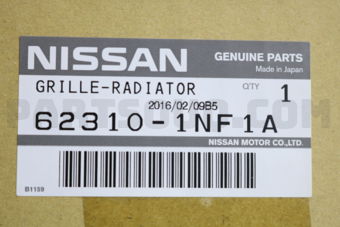 NISSAN
GENUINE PARTS
Made in Japan
GRILLE-RADIATOR
Q'TY 1
2016/02/09B5
62310-1NF1A
NISSAN MOTOR CO.,LTD.
B1159